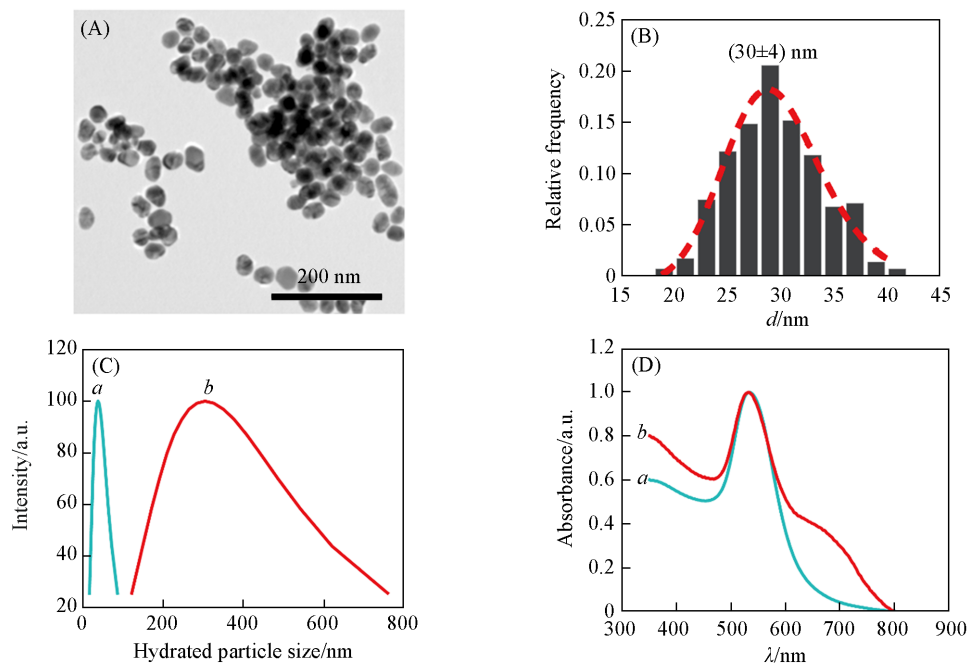 (A)
200 nm
(B)
(30±4) nm
Relative frequency
0.25
0.20
0.15
0.10
0.05
0
15 20 25 30 35 40 45
d/nm
(C)
a
b
Intensity/a.u.
120
100
80
60
40
20
0 200 400 600 800
Hydrated particle size/nm
(D)
b
a
Absorbance/a.u.
1.2
1.0
0.8
0.6
0.4
0.2
0
300 400 500 600 700 800 900
λ/nm